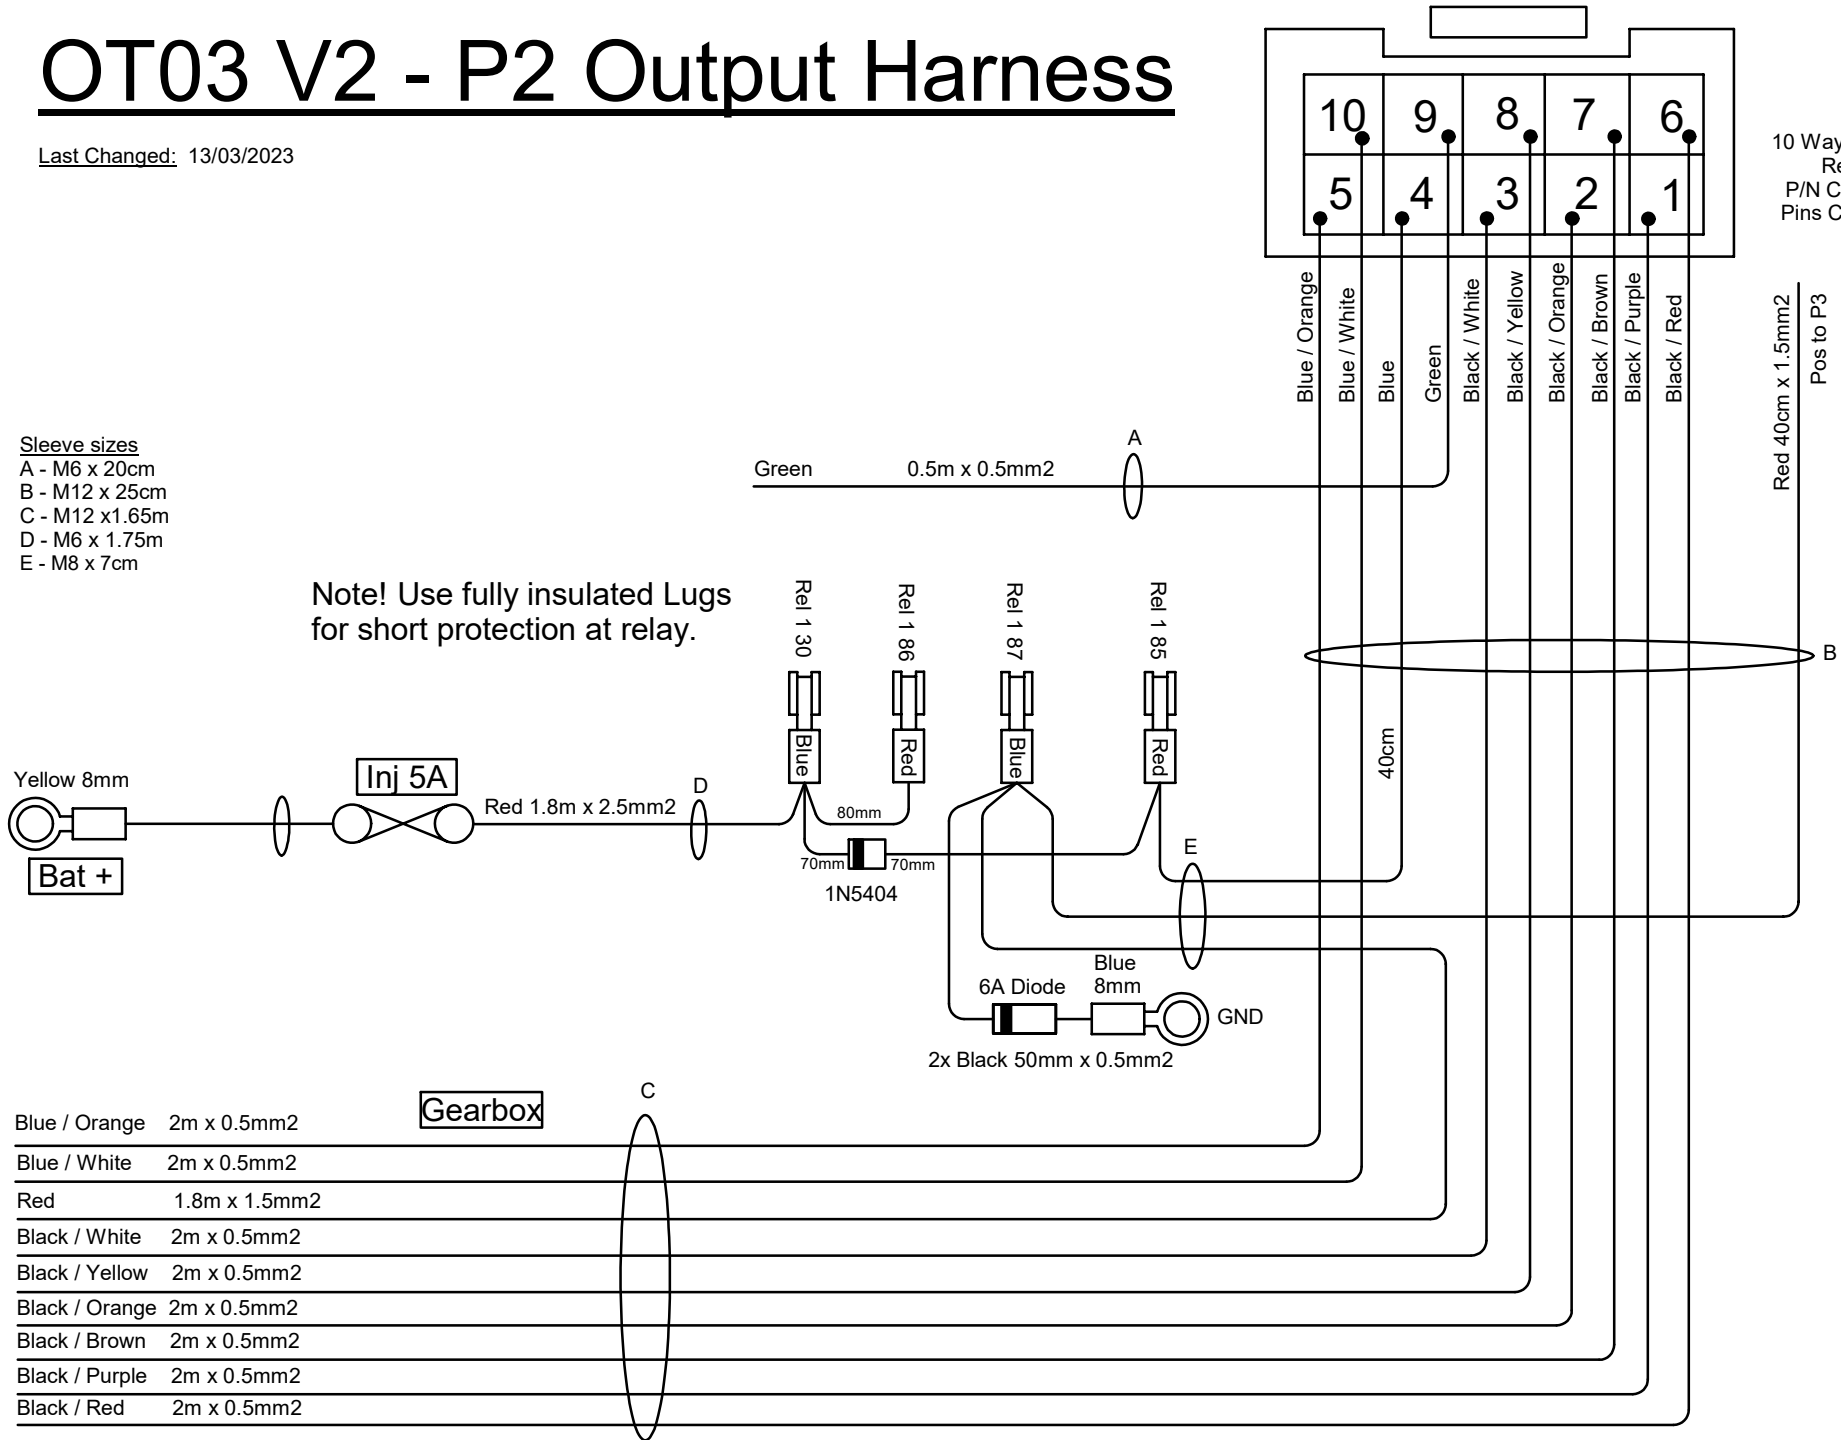 OT03 V2 - P2 Output Harness
Last Changed: 13/03/2023
10 9 8 7 6
5 4 3 2 1
10 Way
P/N
Pins
Blue / Orange
Blue / White
Blue
Green
Black / White
Black / Yellow
Black / Orange
Black / Brown
Black / Purple
Black / Red
Red 40cm x 1.5mm2
Pos to P3
Sleeve sizes
A - M6 x 20cm
B - M12 x 25cm
C - M12 x1.65m
D - M6 x 1.75m
E - M8 x 7cm
Green 0.5m x 0.5mm2
A
Note! Use fully insulated Lugs
for short protection at relay.
Rel 1 30
Rel 1 86
Rel 1 87
Rel 1 85
B
Blue
Red
Blue
Red
40cm
Yellow 8mm
Bat +
Inj 5A
Red 1.8m x 2.5mm2
D
80mm
70mm
70mm
1N5404
E
6A Diode
Blue
8mm
GND
2x Black 50mm x 0.5mm2
Gearbox
C
Blue / Orange 2m x 0.5mm2
Blue / White 2m x 0.5mm2
Red 1.8m x 1.5mm2
Black / White 2m x 0.5mm2
Black / Yellow 2m x 0.5mm2
Black / Orange 2m x 0.5mm2
Black / Brown 2m x 0.5mm2
Black / Purple 2m x 0.5mm2
Black / Red 2m x 0.5mm2